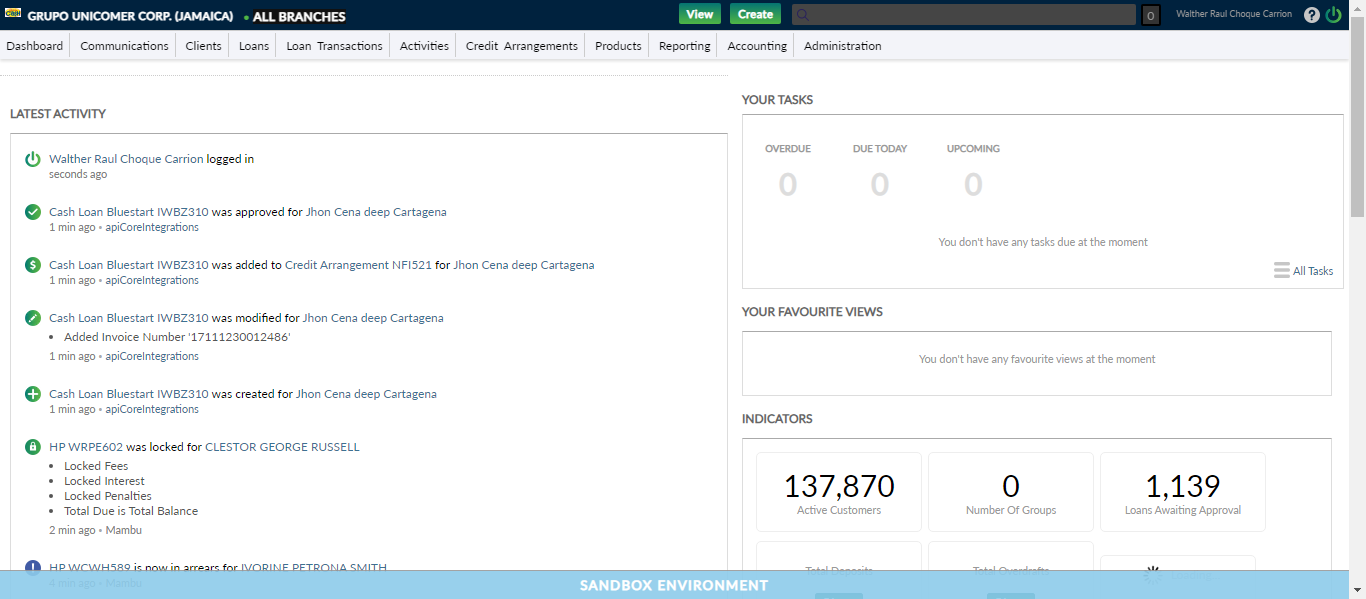 CASH
GRUPO UNICOMER CORP. (JAMAICA) • ALL BRANCHES
View
Create
0
Walther Raul Choque Carrion
?
Dashboard
Communications
Clients
Loans
Loan Transactions
Activities
Credit Arrangements
Products
Reporting
Accounting
Administration
LATEST ACTIVITY
Walther Raul Choque Carrion logged in
seconds ago
Cash Loan Bluestart IWBZ310 was approved for Jhon Cena deep Cartagena
1 min ago • apiCoreIntegrations
Cash Loan Bluestart IWBZ310 was added to Credit Arrangement NFI521 for Jhon Cena deep Cartagena
1 min ago • apiCoreIntegrations
Cash Loan Bluestart IWBZ310 was modified for Jhon Cena deep Cartagena
• Added Invoice Number '17111230012486'
1 min ago • apiCoreIntegrations
Cash Loan Bluestart IWBZ310 was created for Jhon Cena deep Cartagena
1 min ago • apiCoreIntegrations
HP WRPE602 was locked for CLESTOR GEORGE RUSSELL
• Locked Fees
• Locked Interest
• Locked Penalties
• Total Due is Total Balance
2 min ago • Mambu
HP WCWH589 is now in arrears for IVORINE PETRONA SMITH
4 min ago • Mambu
YOUR TASKS
OVERDUE
DUE TODAY
UPCOMING
0
0
0
You don't have any tasks due at the moment
All Tasks
YOUR FAVOURITE VIEWS
You don't have any favourite views at the moment
INDICATORS
137,870
Active Customers
0
Number Of Groups
1,139
Loans Awaiting Approval
Total Deposits
Total Overdrafts
SANDBOX ENVIRONMENT